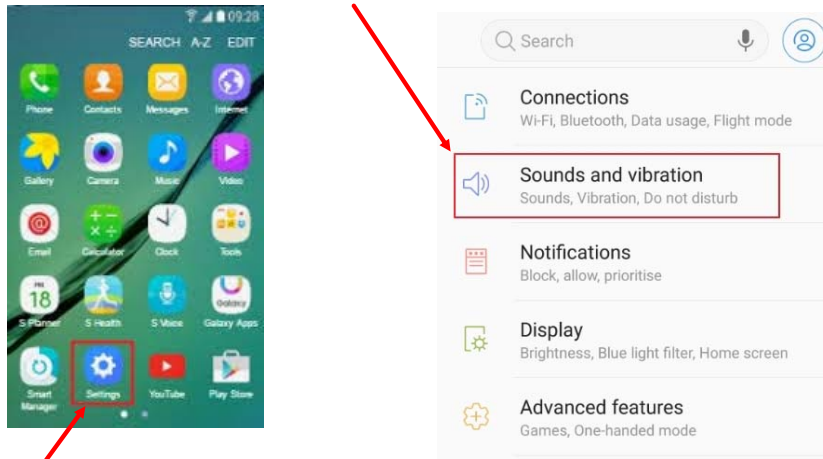 09:28
SEARCH A-Z EDIT
Phone Contacts Messages Internet
Gallery Camera Music Video
@
Email Calculator Clock Tools
FRI
18
Galaxy
S Planner S Health S Voice Galaxy Apps
Smart Manager Settings YouTube Play Store
Search
Connections
Wi-Fi, Bluetooth, Data usage, Flight mode
Sounds and vibration
Sounds, Vibration, Do not disturb
Notifications
Block, allow, prioritise
Display
Brightness, Blue light filter, Home screen
Advanced features
Games, One-handed mode